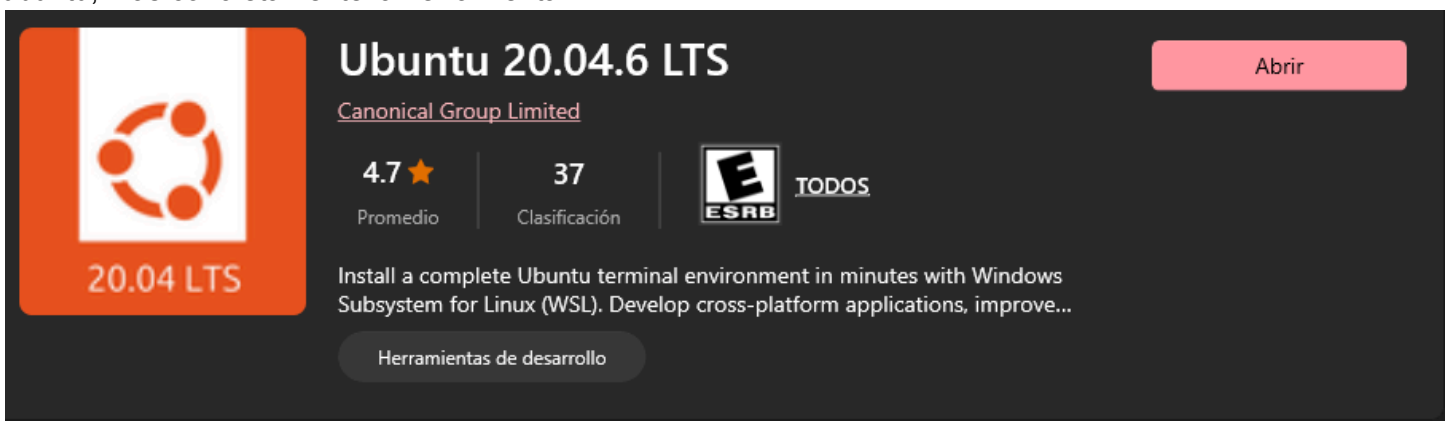 Ubuntu 20.04.6 LTS
Abrir
Canonical Group Limited
4.7
37
E
ESRB
TODOS
Promedio
Clasificación
20.04 LTS
Install a complete Ubuntu terminal environment in minutes with Windows
Subsystem for Linux (WSL). Develop cross-platform applications, improve...
Herramientas de desarrollo